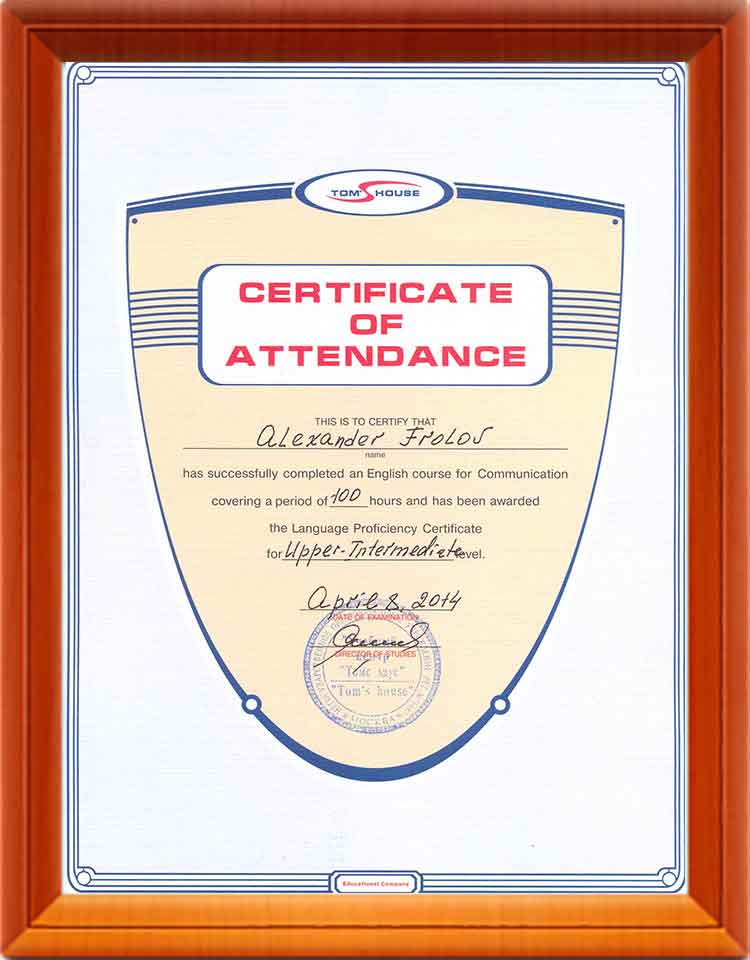 TOM'S HOUSE
CERTIFICATE
OF
ATTENDANCE
THIS IS TO CERTIFY THAT
Alexander Frolov
name
has successfully completed an English course for Communication
covering a period of 100 hours and has been awarded
the Language Proficiency Certificate
for Upper-Intermediate level.
April 8, 2014
DATE OF EXAMINATION
DIRECTOR OF STUDIES
центр
"Томс хаус"
"Tom's house"
МОСКВА
Educational Company